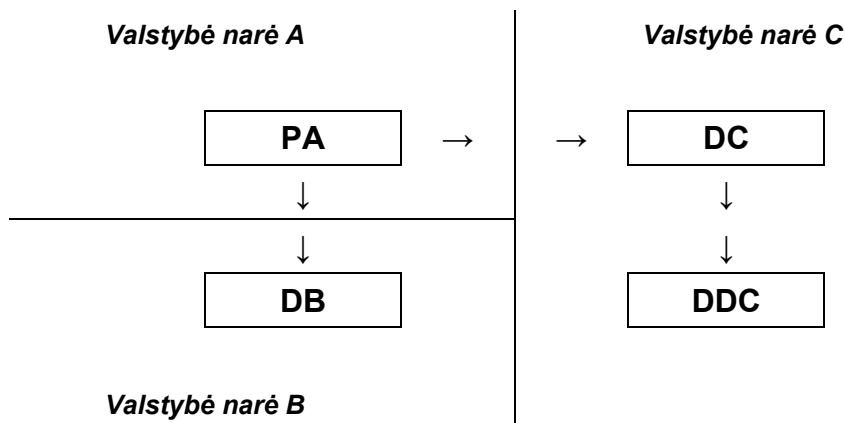 Valstybė narė A
Valstybė narė C
PA → → DC
↓ ↓
↓ ↓
DB DDC
Valstybė narė B